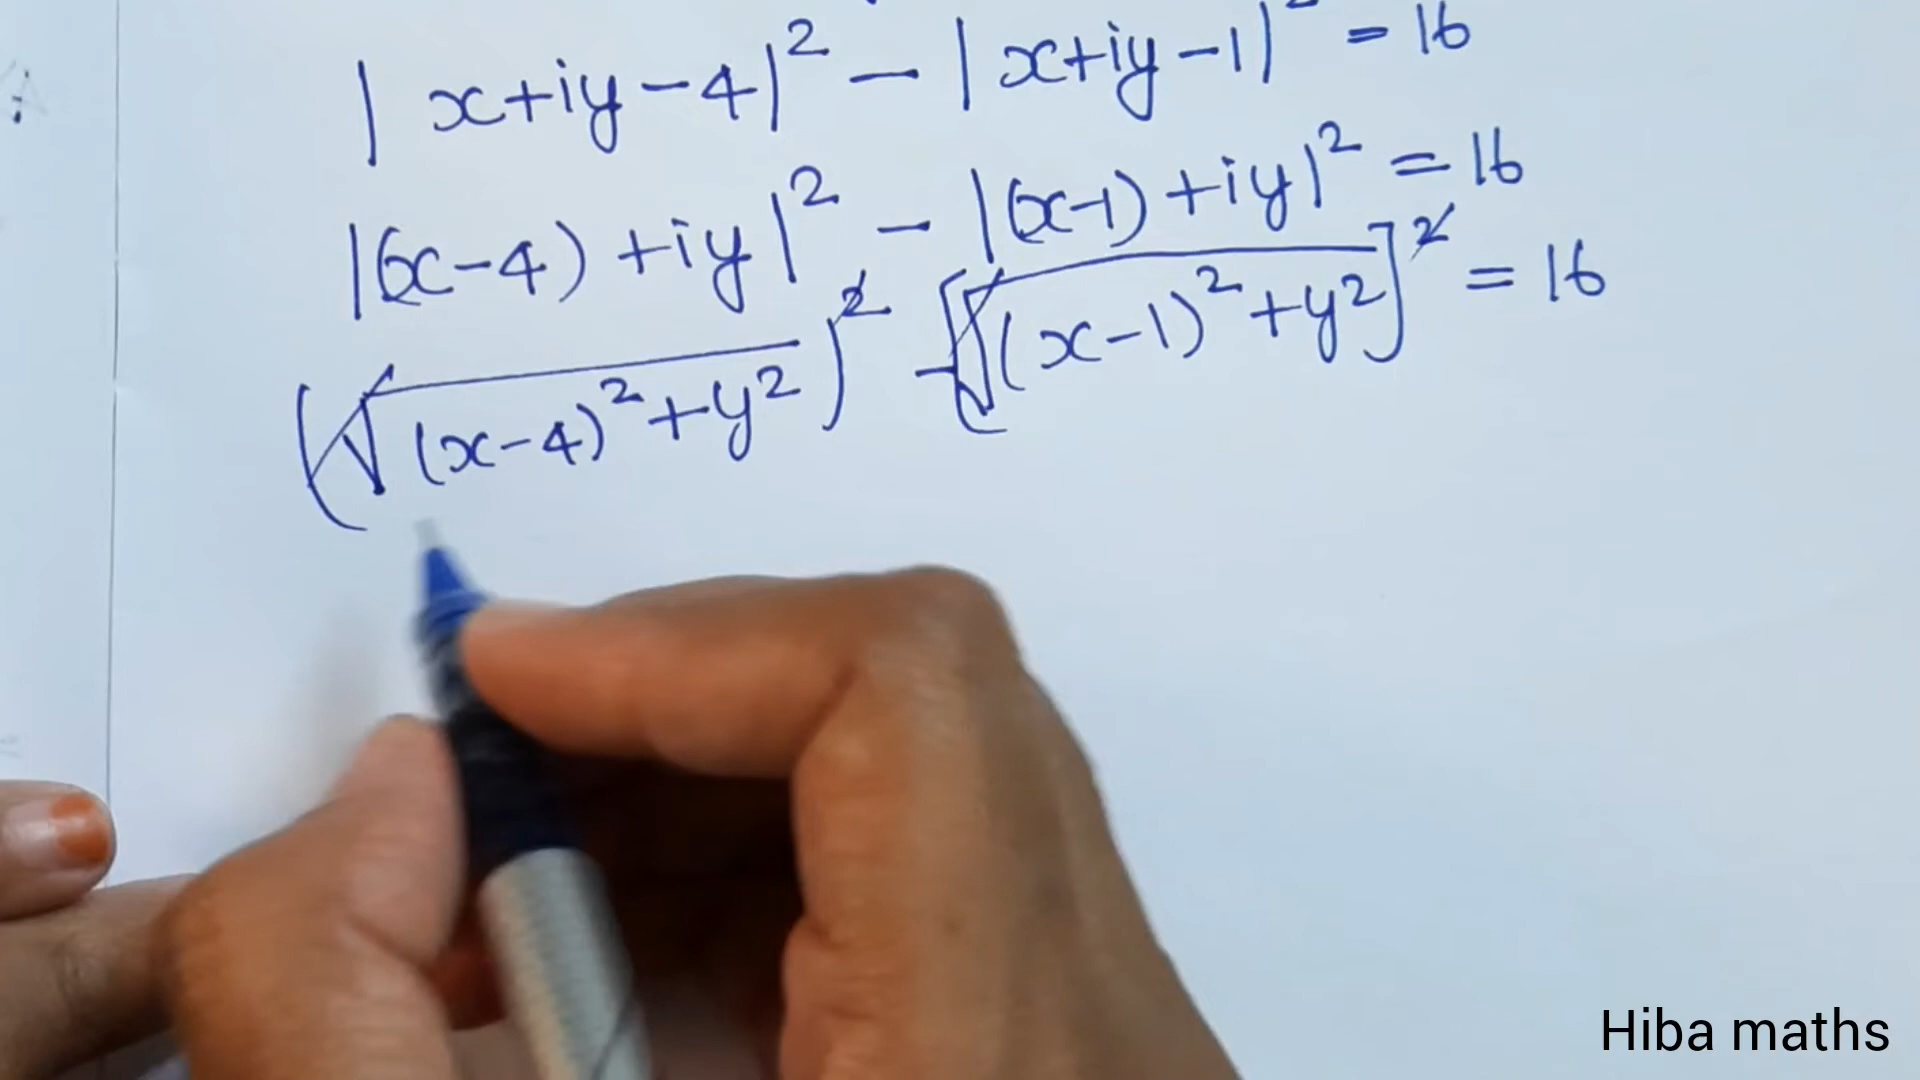 |x+iy-4|² - |x+iy-1|² = 16
|(x-4)+iy|² - |(x-1)+iy|² = 16
(√((x-4)²+y²))² - [√((x-1)²+y²)]² = 16
Hiba maths